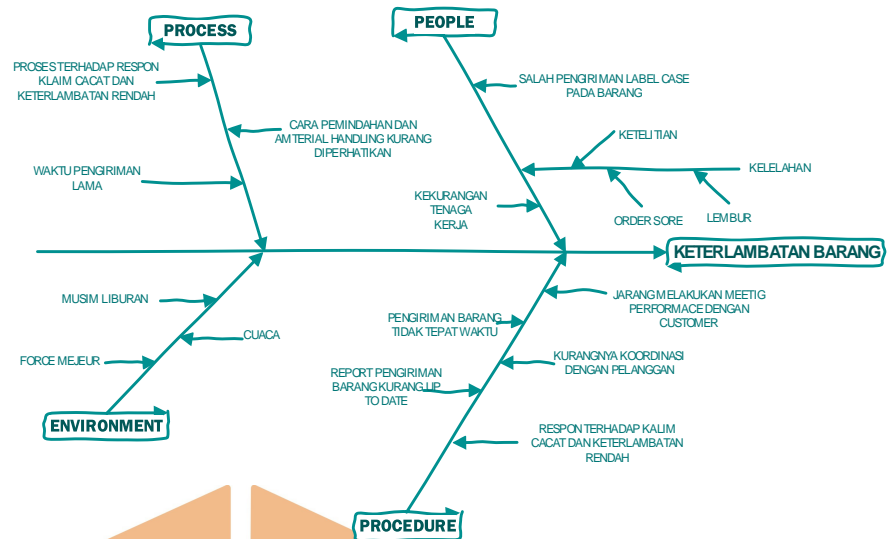 PROCESS
PEOPLE
PROSES TERHADAP RESPON
KLAIM CACAT DAN
KETERLAMBATAN RENDAH
SALAH PENGIRIMAN LABEL CASE
PADA BARANG
CARA PEMINDAHAN DAN
AMTERIAL HANDLING KURANG
DIPERHATIKAN
KETELITIAN
WAKTU PENGIRIMAN
LAMA
KELELAHAN
KEKURANGAN
TENAGA
KERJA
ORDER SORE
LEMBUR
KETERLAMBATAN BARANG
MUSIM LIBURAN
JARANG MELAKUKAN MEETIG
PERFORMACE DENGAN
CUSTOMER
PENGIRIMAN BARANG
TIDAK TEPAT WAKTU
CUACA
FORCE MEJEUR
KURANGNYA KOORDINASI
DENGAN PELANGGAN
REPORT PENGIRIMAN
BARANG KURANG UP
TO DATE
ENVIRONMENT
RESPON TERHADAP KALIM
CACAT DAN KETERLAMBATAN
RENDAH
PROCEDURE